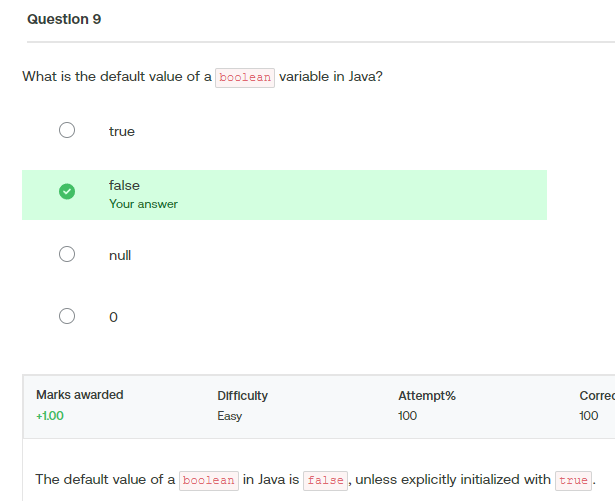 Question 9
What is the default value of a boolean variable in Java?
true
false
Your answer
null
0
Marks awarded Difficulty Attempt%
+1.00 Easy 100 100
The default value of a boolean in Java is false, unless explicitly initialized with true.